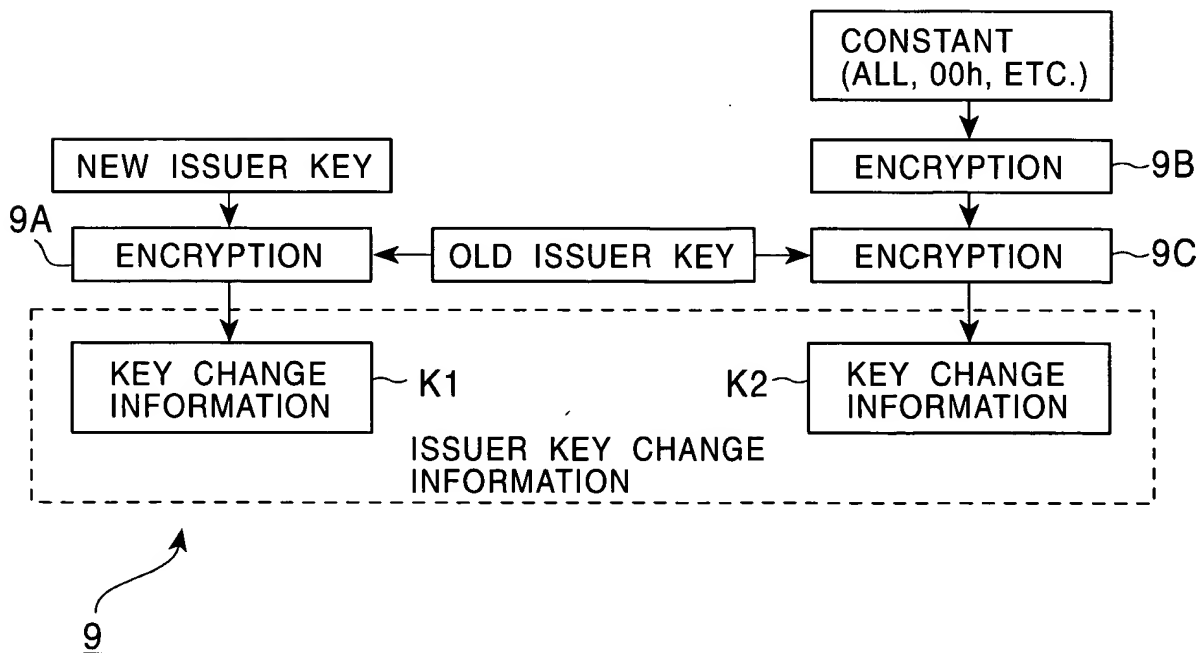 CONSTANT
(ALL, 00h, ETC.)
NEW ISSUER KEY
ENCRYPTION
9B
9A
ENCRYPTION
OLD ISSUER KEY
ENCRYPTION
9C
KEY CHANGE
INFORMATION
K1
K2
KEY CHANGE
INFORMATION
ISSUER KEY CHANGE
INFORMATION
9